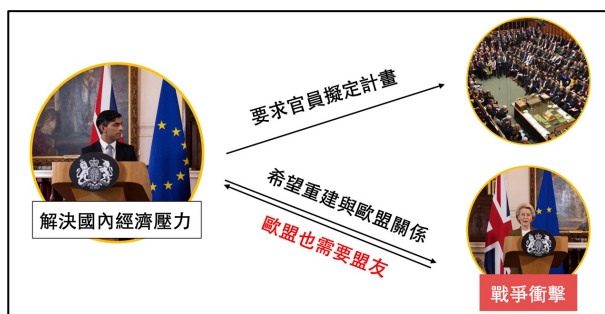 要求官員擬定計畫
希望重建與歐盟關係
歐盟也需要盟友
解決國內經濟壓力
戰爭衝擊